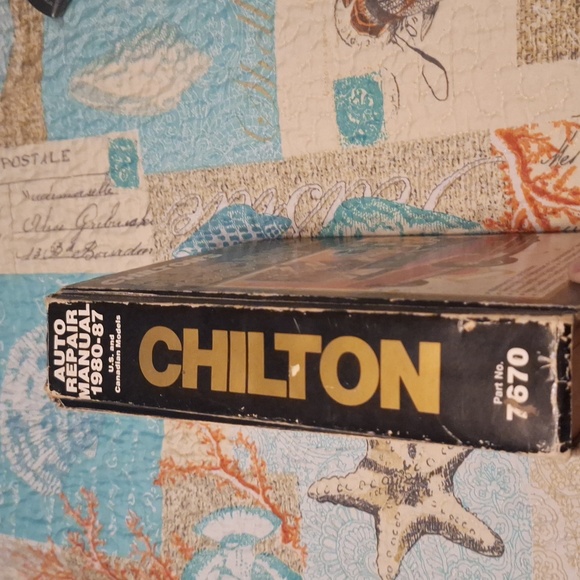 AUTO
REPAIR
MANUAL
1980-87
U.S. and
Canadian Models
CHILTON
Part No.
7670
POSTALE